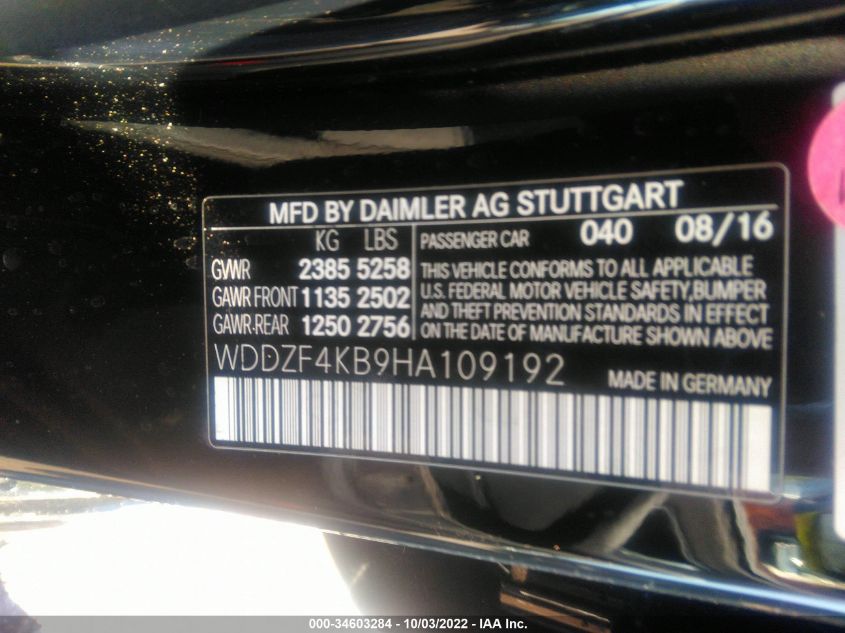 MFD BY DAIMLER AG STUTTGART
KG LBS
GVWR 2385 5258
GAWR FRONT 1135 2502
GAWR-REAR 1250 2756
PASSENGER CAR 040 08/16
THIS VEHICLE CONFORMS TO ALL APPLICABLE
U.S. FEDERAL MOTOR VEHICLE SAFETY, BUMPER
AND THEFT PREVENTION STANDARDS IN EFFECT
ON THE DATE OF MANUFACTURE SHOWN ABOVE.
WDDZF4KB9HA109192
MADE IN GERMANY
000-34603284 - 10/03/2022 - IAA Inc.